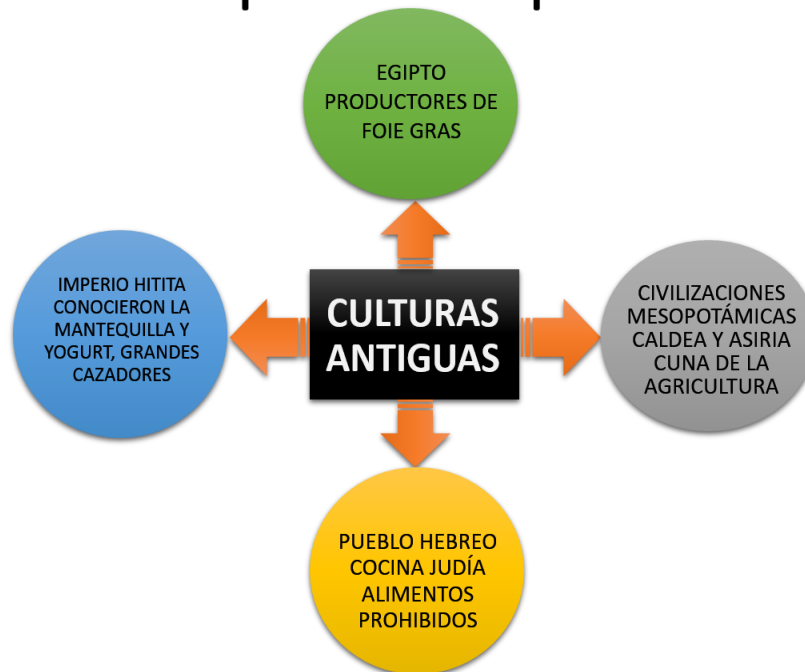 EGIPTO
PRODUCTORES DE
FOIE GRAS
IMPERIO HITITA
CONOCIERON LA
MANTEQUILLA Y
YOGURT, GRANDES
CAZADORES
CULTURAS
ANTIGUAS
CIVILIZACIONES
MESOPOTÁMICAS
CALDEA Y ASIRIA
CUNA DE LA
AGRICULTURA
PUEBLO HEBREO
COCINA JUDÍA
ALIMENTOS
PROHIBIDOS